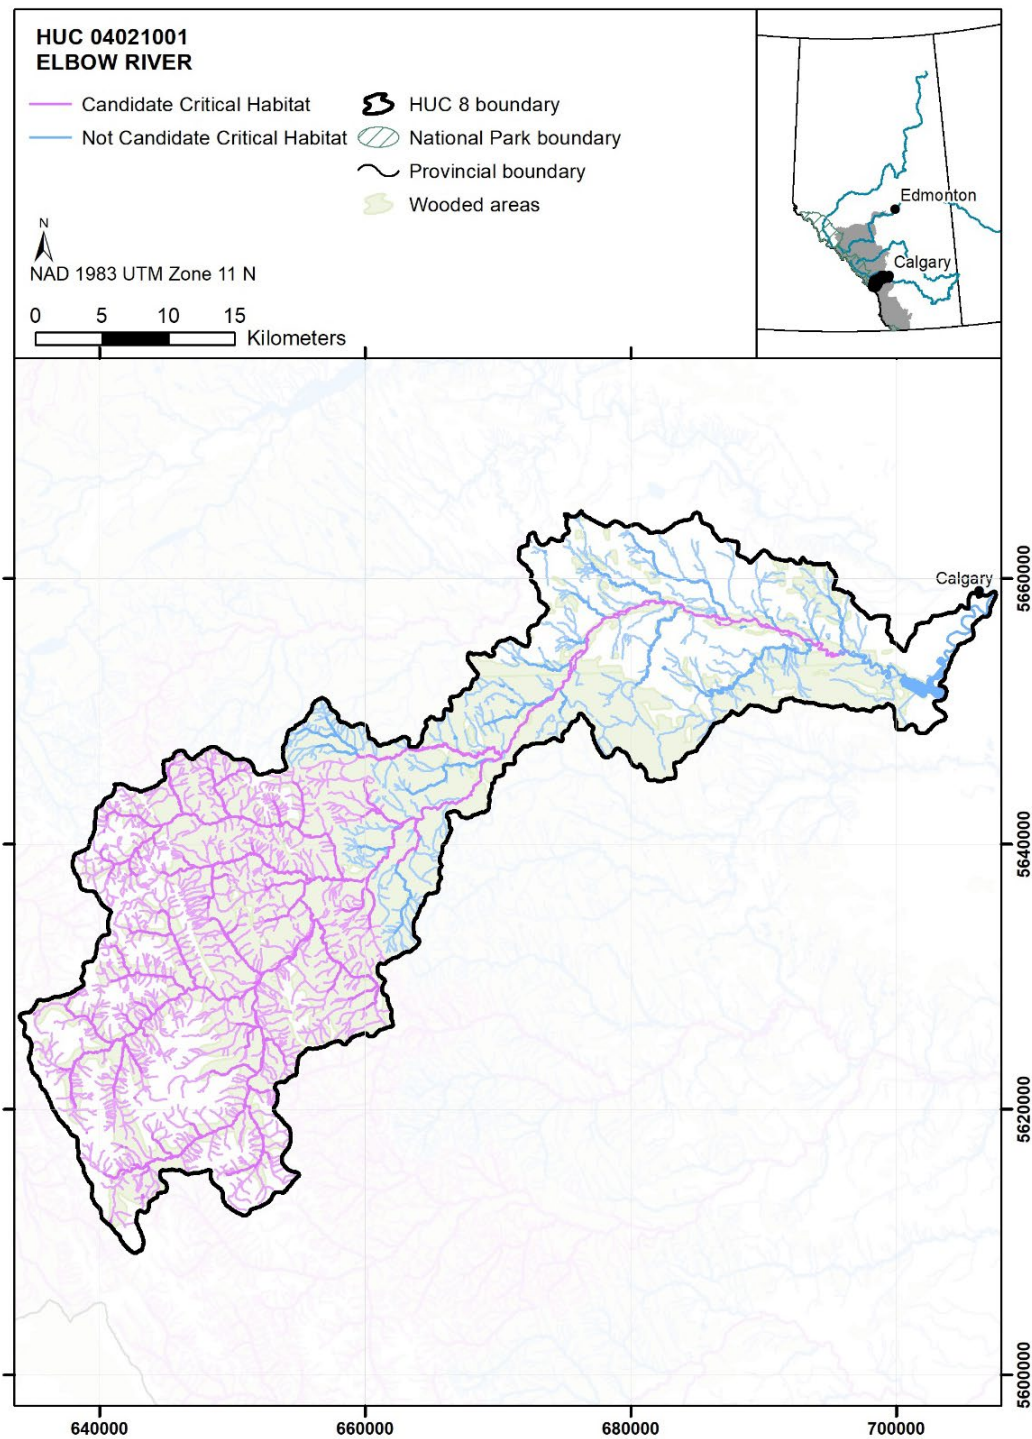 HUC 04021001
ELBOW RIVER
Candidate Critical Habitat
HUC 8 boundary
Not Candidate Critical Habitat
National Park boundary
Provincial boundary
Wooded areas
N
NAD 1983 UTM Zone 11 N
0 5 10 15
Kilometers
Edmonton
Calgary
Calgary
5660000
5640000
5620000
5600000
640000 660000 680000 700000